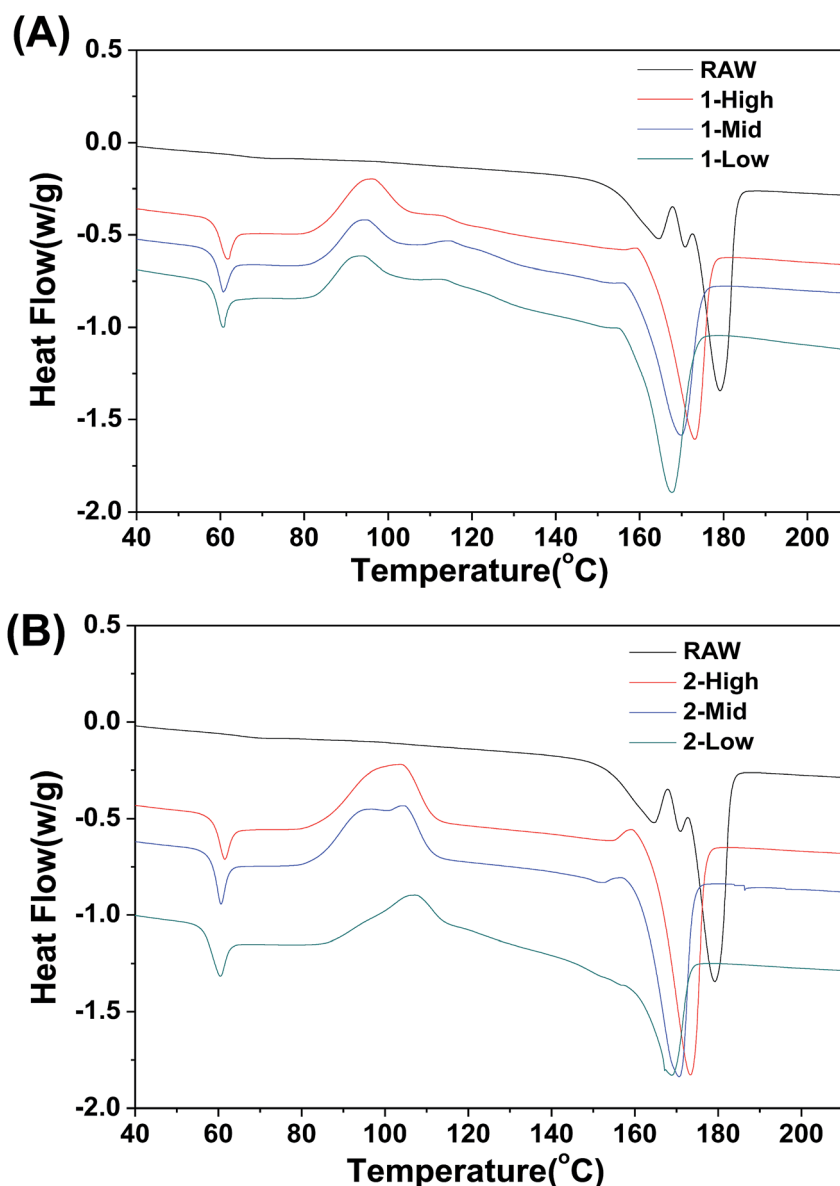 (A)
0.5
0.0
-0.5
-1.0
-1.5
-2.0
Heat Flow(w/g)
RAW
1-High
1-Mid
1-Low
40 60 80 100 120 140 160 180 200
Temperature(°C)
(B)
0.5
0.0
-0.5
-1.0
-1.5
-2.0
Heat Flow(w/g)
RAW
2-High
2-Mid
2-Low
40 60 80 100 120 140 160 180 200
Temperature(°C)